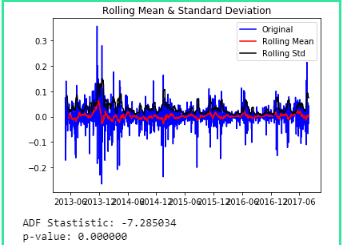 Rolling Mean & Standard Deviation
Original
Rolling Mean
Rolling Std
0.3
0.2
0.1
0.0
−0.1
−0.2
2013-06 2013-12 2014-06 2014-12 2015-06 2015-12 2016-06 2016-12 2017-06
ADF Stastistic: -7.285034
p-value: 0.000000